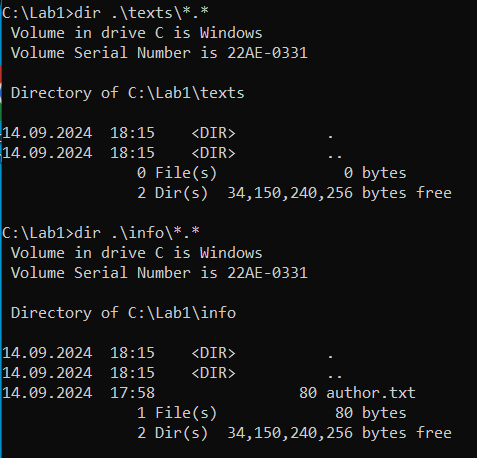 C:\Lab1>dir .\texts\*.*
 Volume in drive C is Windows
 Volume Serial Number is 22AE-0331

 Directory of C:\Lab1\texts

14.09.2024  18:15    <DIR>          .
14.09.2024  18:15    <DIR>          ..
               0 File(s)              0 bytes
               2 Dir(s)  34,150,240,256 bytes free

C:\Lab1>dir .\info\*.*
 Volume in drive C is Windows
 Volume Serial Number is 22AE-0331

 Directory of C:\Lab1\info

14.09.2024  18:15    <DIR>          .
14.09.2024  18:15    <DIR>          ..
14.09.2024  17:58                80 author.txt
               1 File(s)             80 bytes
               2 Dir(s)  34,150,240,256 bytes free